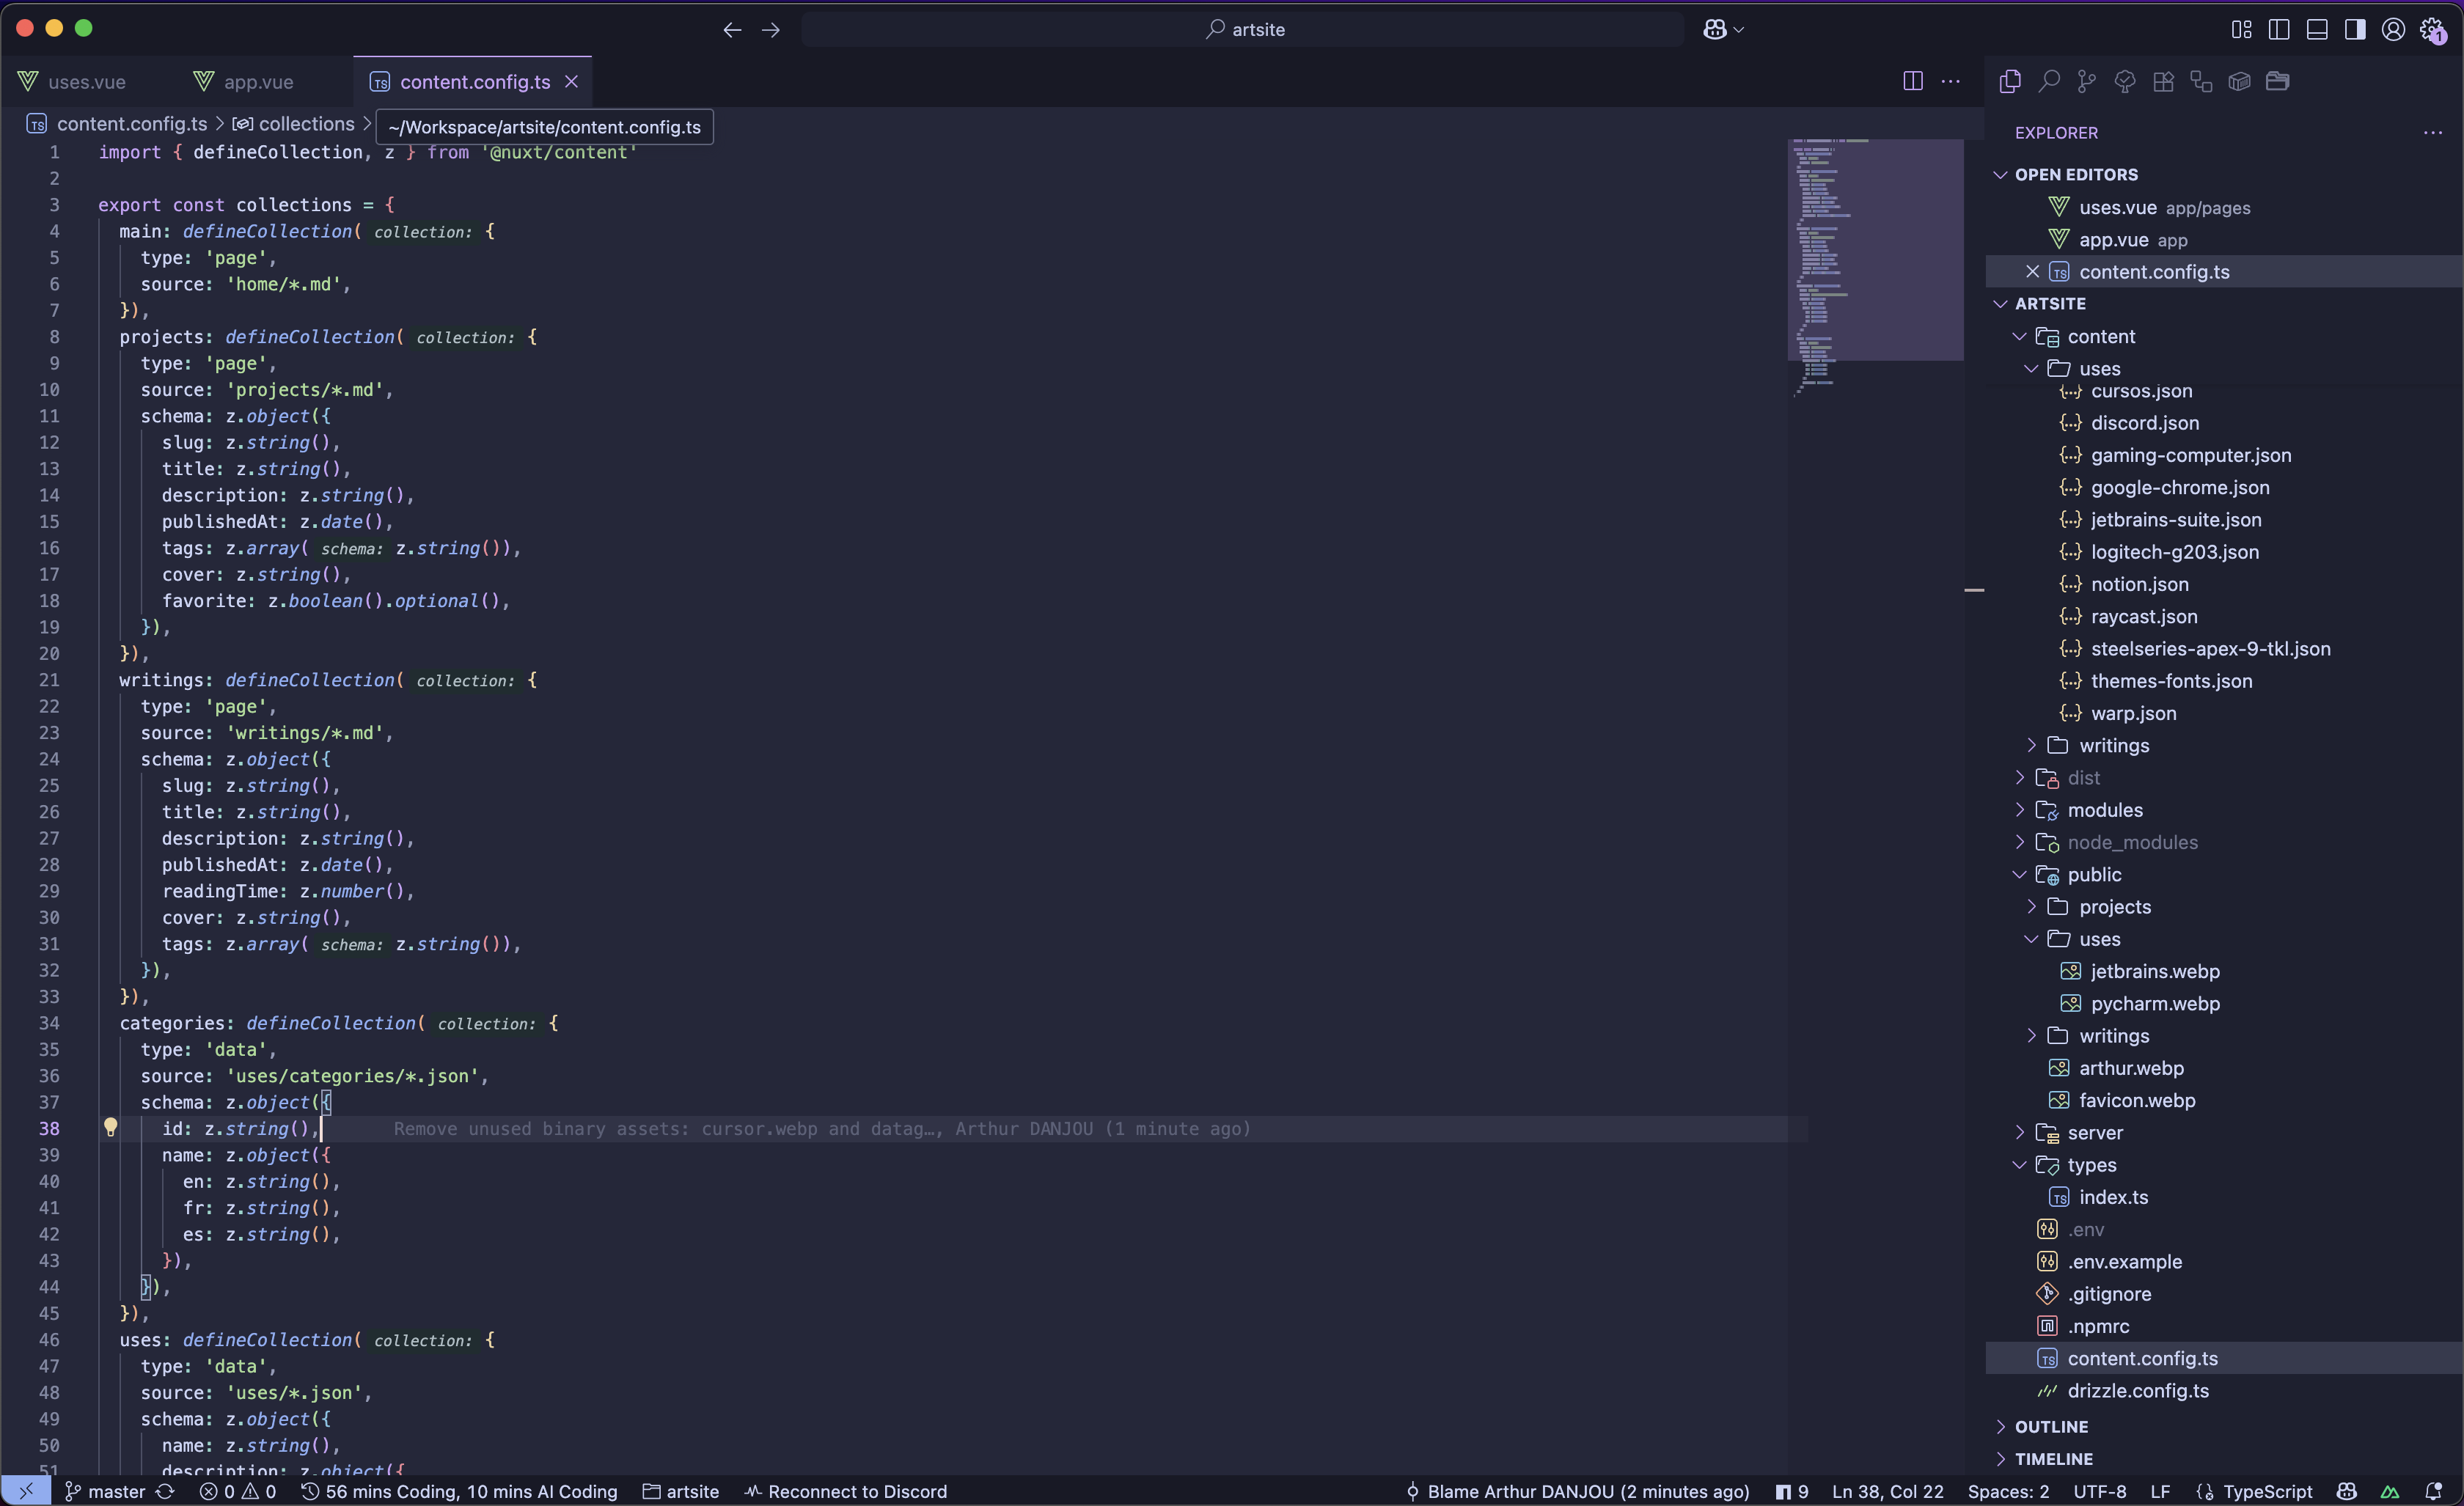 artsite
1
uses.vue
app.vue
content.config.ts
content.config.ts > collections >
~/Workspace/artsite/content.config.ts
1 import { defineCollection, z } from '@nuxt/content'
2
3 export const collections = {
4 main: defineCollection( collection: {
5 type: 'page',
6 source: 'home/*.md',
7 }),
8 projects: defineCollection( collection: {
9 type: 'page',
10 source: 'projects/*.md',
11 schema: z.object({
12 slug: z.string(),
13 title: z.string(),
14 description: z.string(),
15 publishedAt: z.date(),
16 tags: z.array( schema: z.string()),
17 cover: z.string(),
18 favorite: z.boolean().optional(),
19 }),
20 }),
21 writings: defineCollection( collection: {
22 type: 'page',
23 source: 'writings/*.md',
24 schema: z.object({
25 slug: z.string(),
26 title: z.string(),
27 description: z.string(),
28 publishedAt: z.date(),
29 readingTime: z.number(),
30 cover: z.string(),
31 tags: z.array( schema: z.string()),
32 }),
33 }),
34 categories: defineCollection( collection: {
35 type: 'data',
36 source: 'uses/categories/*.json',
37 schema: z.object({
38 id: z.string(), Remove unused binary assets: cursor.webp and datag…, Arthur DANJOU (1 minute ago)
39 name: z.object({
40 en: z.string(),
41 fr: z.string(),
42 es: z.string(),
43 }),
44 }),
45 }),
46 uses: defineCollection( collection: {
47 type: 'data',
48 source: 'uses/*.json',
49 schema: z.object({
50 name: z.string(),
51 description: z.object({
EXPLORER
OPEN EDITORS
uses.vue app/pages
app.vue app
content.config.ts
ARTSITE
content
uses
cursos.json
discord.json
gaming-computer.json
google-chrome.json
jetbrains-suite.json
logitech-g203.json
notion.json
raycast.json
steelseries-apex-9-tkl.json
themes-fonts.json
warp.json
writings
dist
modules
node_modules
public
projects
uses
jetbrains.webp
pycharm.webp
writings
arthur.webp
favicon.webp
server
types
index.ts
.env
.env.example
.gitignore
.npmrc
content.config.ts
drizzle.config.ts
OUTLINE
TIMELINE
master 0 0 56 mins Coding, 10 mins AI Coding artsite Reconnect to Discord Blame Arthur DANJOU (2 minutes ago) 9 Ln 38, Col 22 Spaces: 2 UTF-8 LF TypeScript